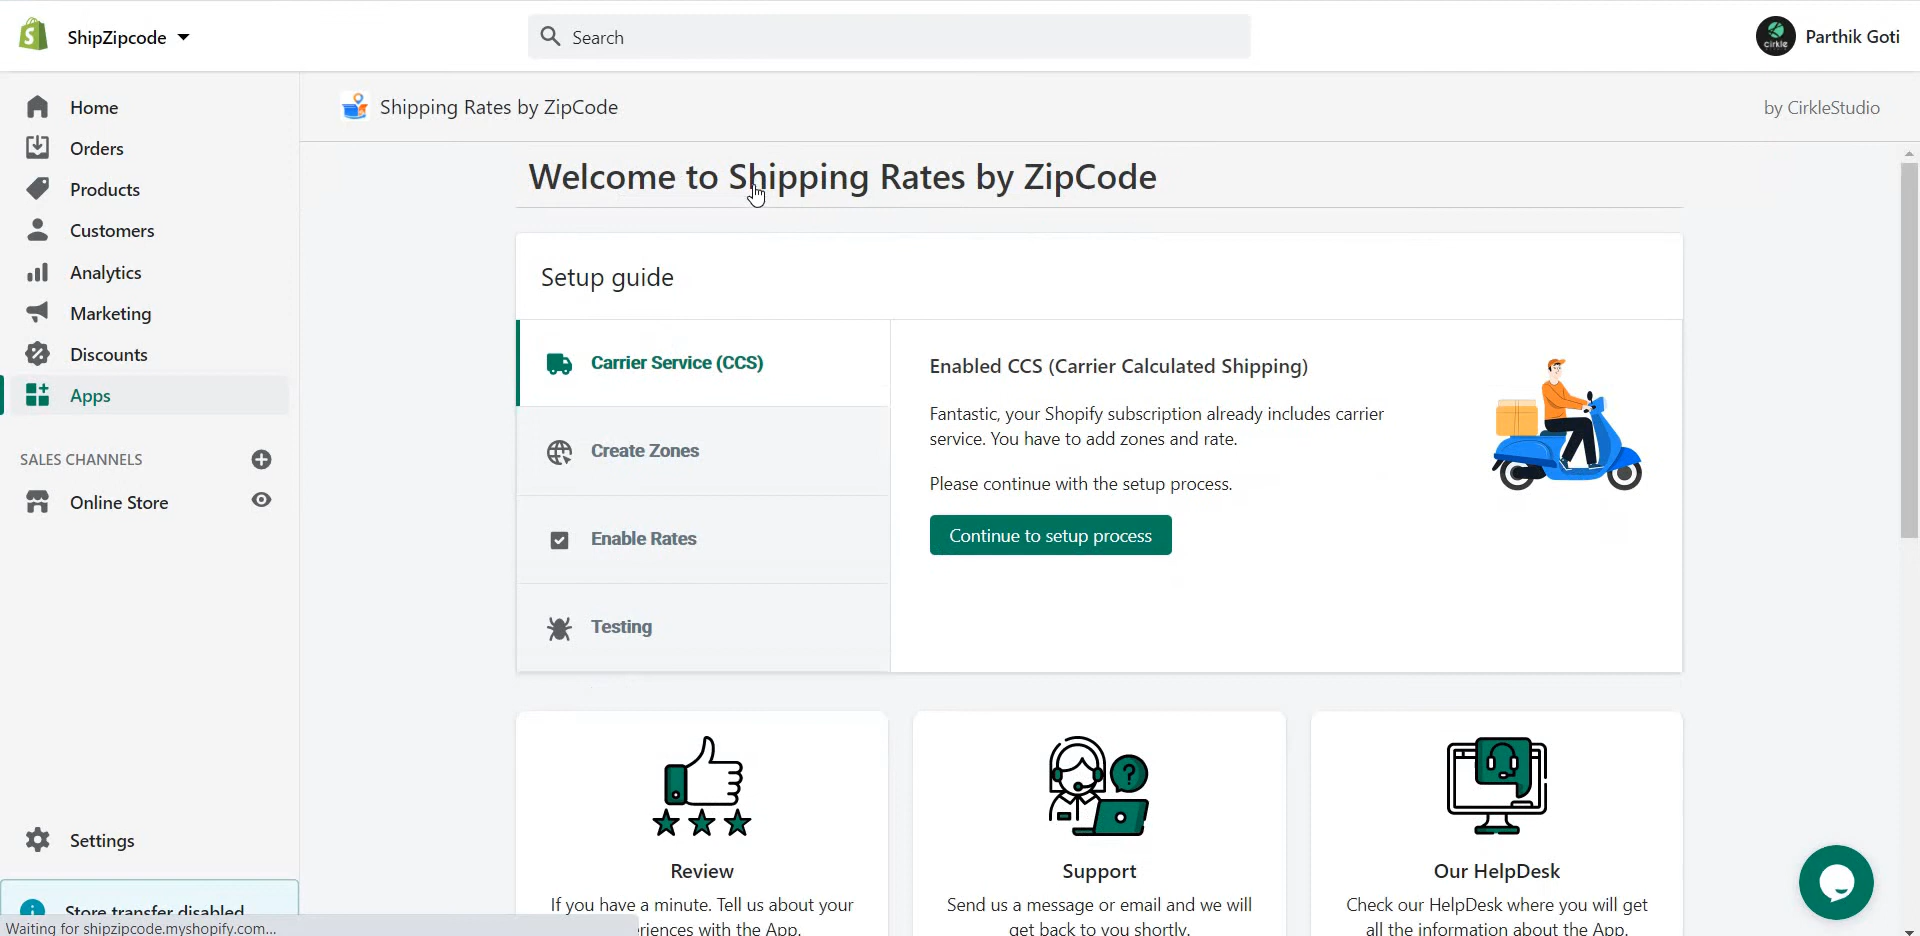 ShipZipcode
Search
cirkle
Parthik Goti
Home
Orders
Products
Customers
Analytics
Marketing
Discounts
Apps
SALES CHANNELS
Online Store
Settings
Store transfer disabled
Waiting for shipzipcode.myshopify.com...
Shipping Rates by ZipCode
by CirkleStudio
Welcome to Shipping Rates by ZipCode
Setup guide
Carrier Service (CCS)
Create Zones
Enable Rates
Testing
Enabled CCS (Carrier Calculated Shipping)
Fantastic, your Shopify subscription already includes carrier
service. You have to add zones and rate.
Please continue with the setup process.
Continue to setup process
Review
If you have a minute. Tell us about your
riences with the App.
Support
Send us a message or email and we will
get back to you shortly.
Our HelpDesk
Check our HelpDesk where you will get
all the information about the App.